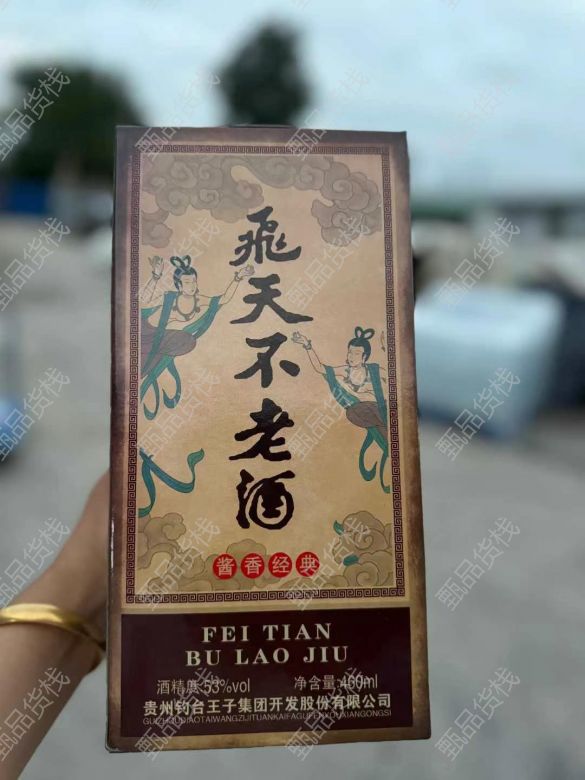 飛天不老酒
酱香经典
FEI TIAN
BU LAO JIU
酒精度:53%vol 净含量:460ml
贵州钓台王子集团开发股份有限公司
GUIZHOUDIAOTAIWANGZIJITUANKAIFAGUFENYOUXIANGONGSI
甄品货栈